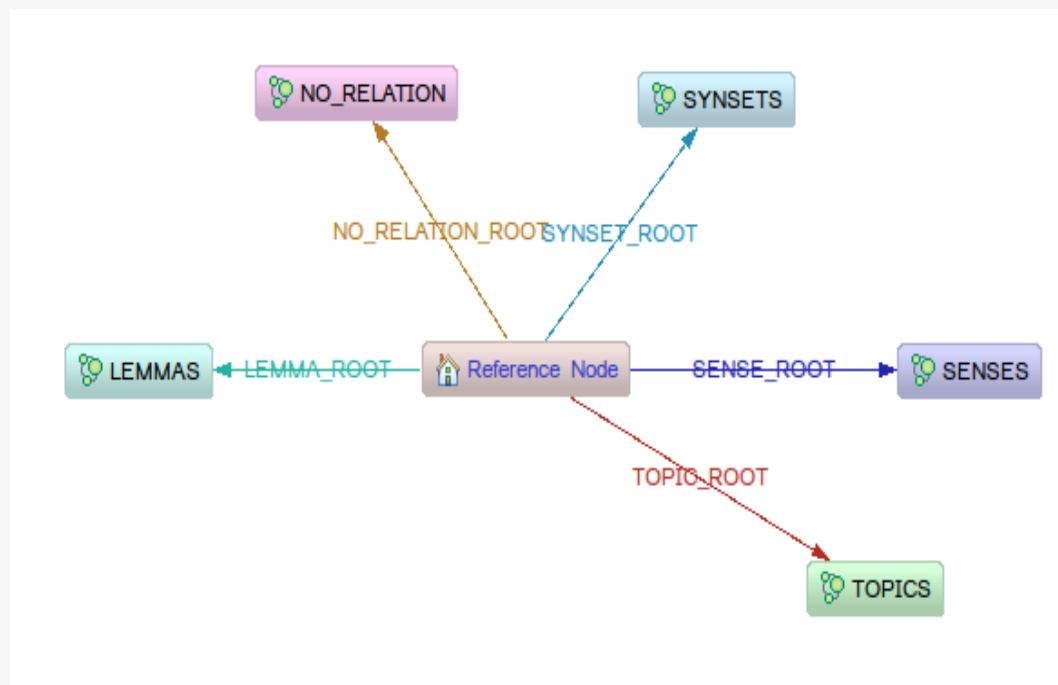 NO_RELATION
SYNSETS
NO_RELATION_ROOT
SYNSET_ROOT
LEMMAS
LEMMA_ROOT
Reference Node
SENSE_ROOT
SENSES
TOPIC_ROOT
TOPICS